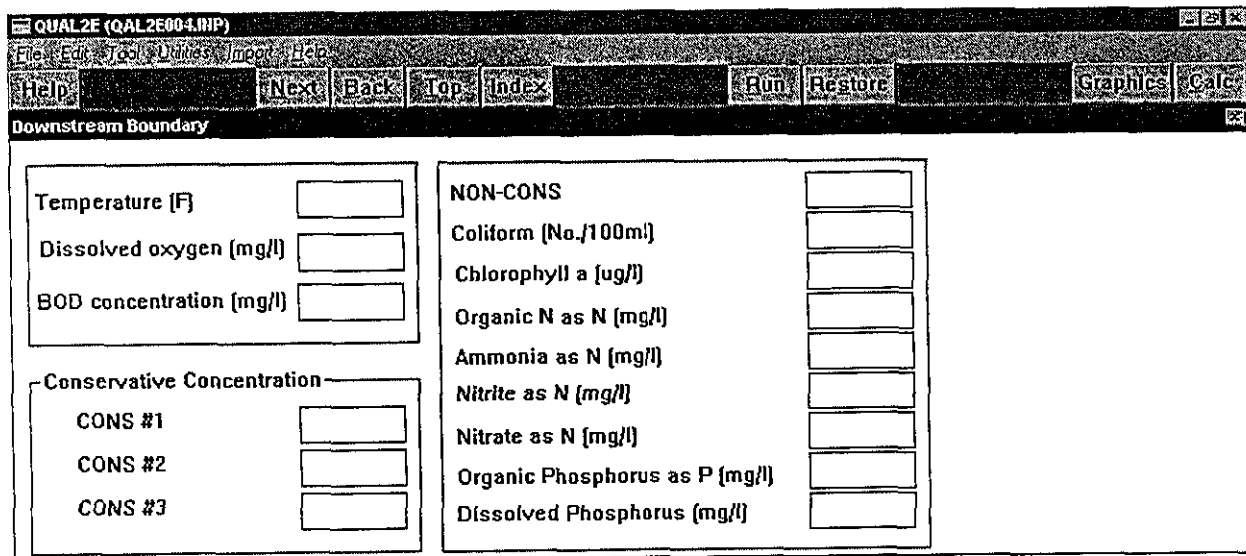 QUAL2E (QAL2E004.INP)
File Edit Tool Utilities Import Help
Help Next Back Top Index Run Restore Graphics Calc
Downstream Boundary
Temperature (F)
Dissolved oxygen (mg/l)
BOD concentration (mg/l)
Conservative Concentration
CONS #1
CONS #2
CONS #3
NON-CONS
Coliform (No./100ml)
Chlorophyll a (ug/l)
Organic N as N (mg/l)
Ammonia as N (mg/l)
Nitrite as N (mg/l)
Nitrate as N (mg/l)
Organic Phosphorus as P (mg/l)
Dissolved Phosphorus (mg/l)